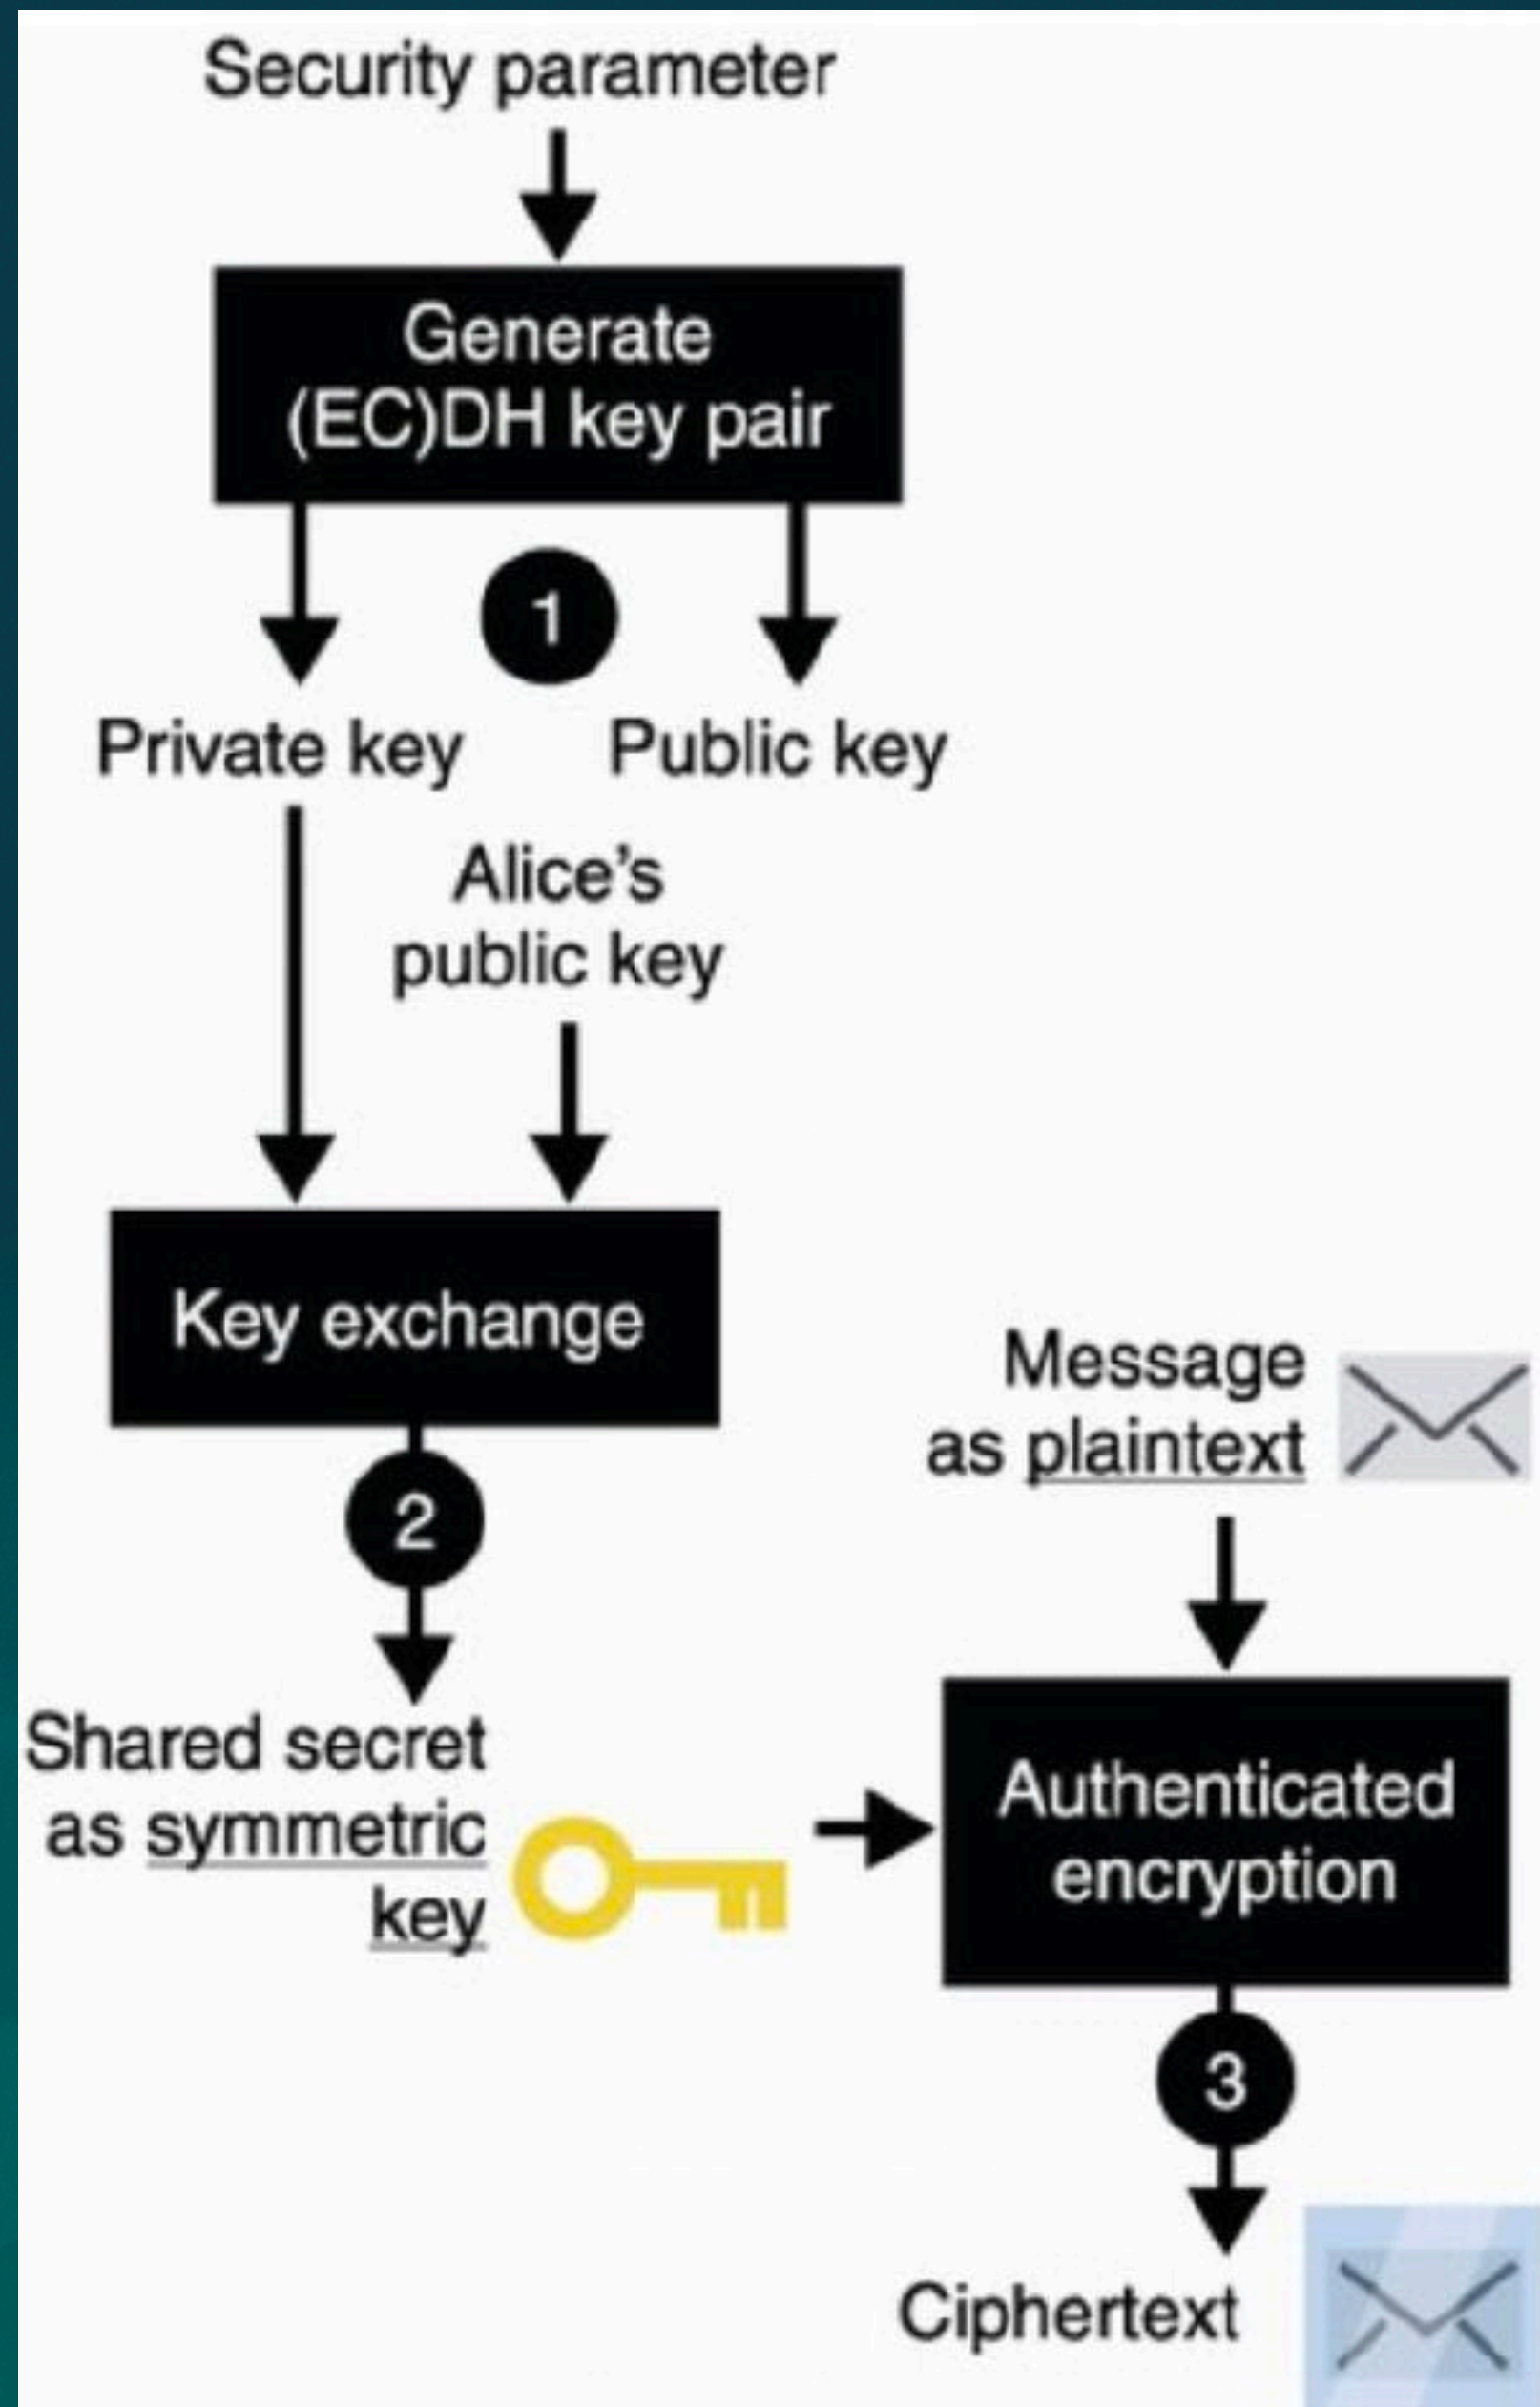 Security parameter
Generate
(EC)DH key pair
1
Private key
Public key
Alice's
public key
Key exchange
2
Shared secret
as symmetric
key
Message
as plaintext
Authenticated
encryption
3
Ciphertext